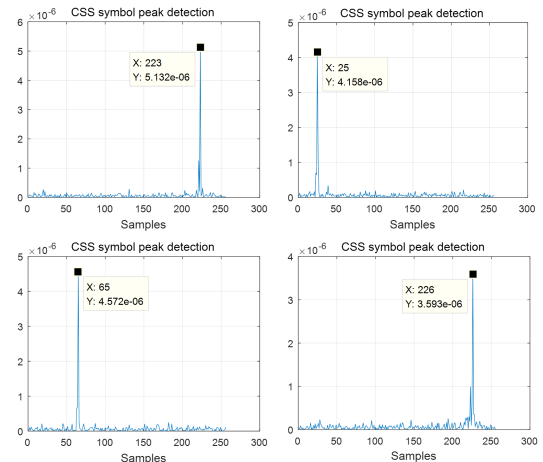 CSS symbol peak detection
×10-6
6
5
4
3
2
1
0
0 50 100 150 200 250 300
X: 223
Y: 5.132e-06
Samples
CSS symbol peak detection
×10-6
5
4
3
2
1
0
0 50 100 150 200 250 300
X: 25
Y: 4.158e-06
Samples
CSS symbol peak detection
×10-6
5
4
3
2
1
0
0 50 100 150 200 250 300
X: 65
Y: 4.572e-06
Samples
CSS symbol peak detection
×10-6
4
3
2
1
0
0 50 100 150 200 250 300
X: 226
Y: 3.593e-06
Samples